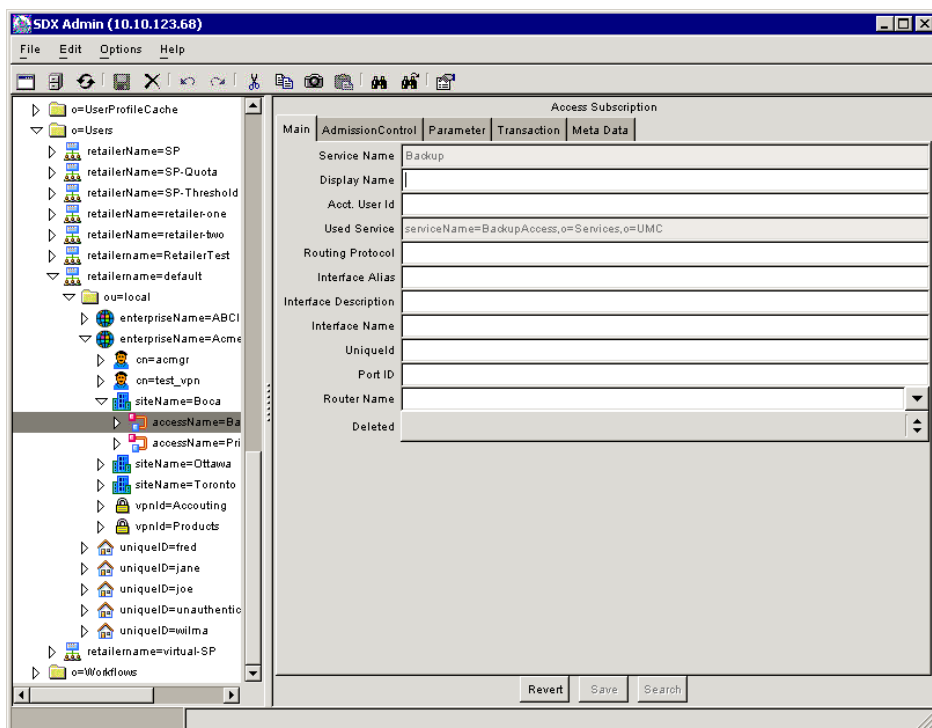 SDX Admin (10.10.123.68)
File Edit Options Help
o=UserProfileCache
o=Users
retailerName=SP
retailerName=SP-Quota
retailerName=SP-Threshold
retailerName=retailer-one
retailerName=retailer-two
retailername=RetailerTest
retailername=default
ou=local
enterpriseName=ABCI
enterpriseName=Acme
cn=acmgr
cn=test_vpn
siteName=Boca
accessName=Ba
accessName=Pri
siteName=Ottawa
siteName=Toronto
vpnId=Accouting
vpnId=Products
uniqueID=fred
uniqueID=jane
uniqueID=joe
uniqueID=unauthentic
uniqueID=wilma
retailername=virtual-SP
o=Workflows
Access Subscription
Main AdmissionControl Parameter Transaction Meta Data
Service Name Backup
Display Name
Acct. User Id
Used Service serviceName=BackupAccess,o=Services,o=UMC
Routing Protocol
Interface Alias
Interface Description
Interface Name
UniqueId
Port ID
Router Name
Deleted
Revert Save Search